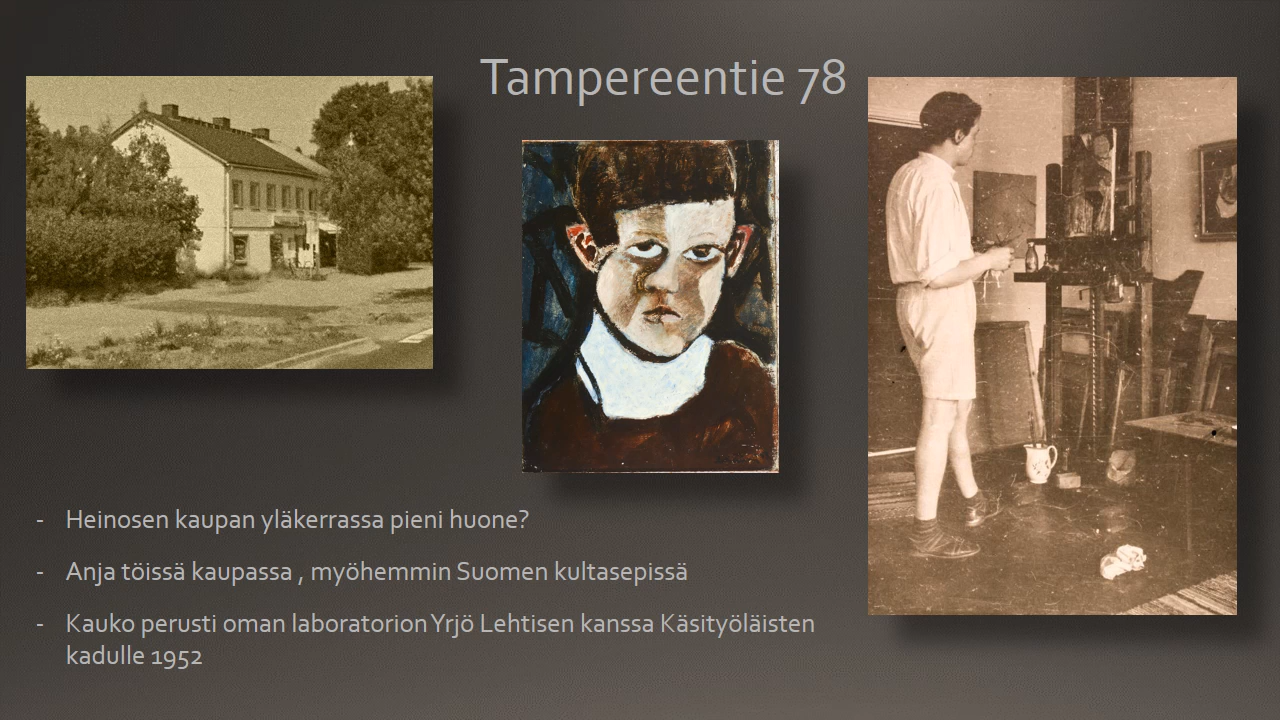 Tampereentie 78
- Heinosen kaupan yläkerrassa pieni huone?
- Anja töissä kaupassa , myöhemmin Suomen kultasepissä
- Kauko perusti oman laboratorion Yrjö Lehtisen kanssa Käsityöläisten
kadulle 1952